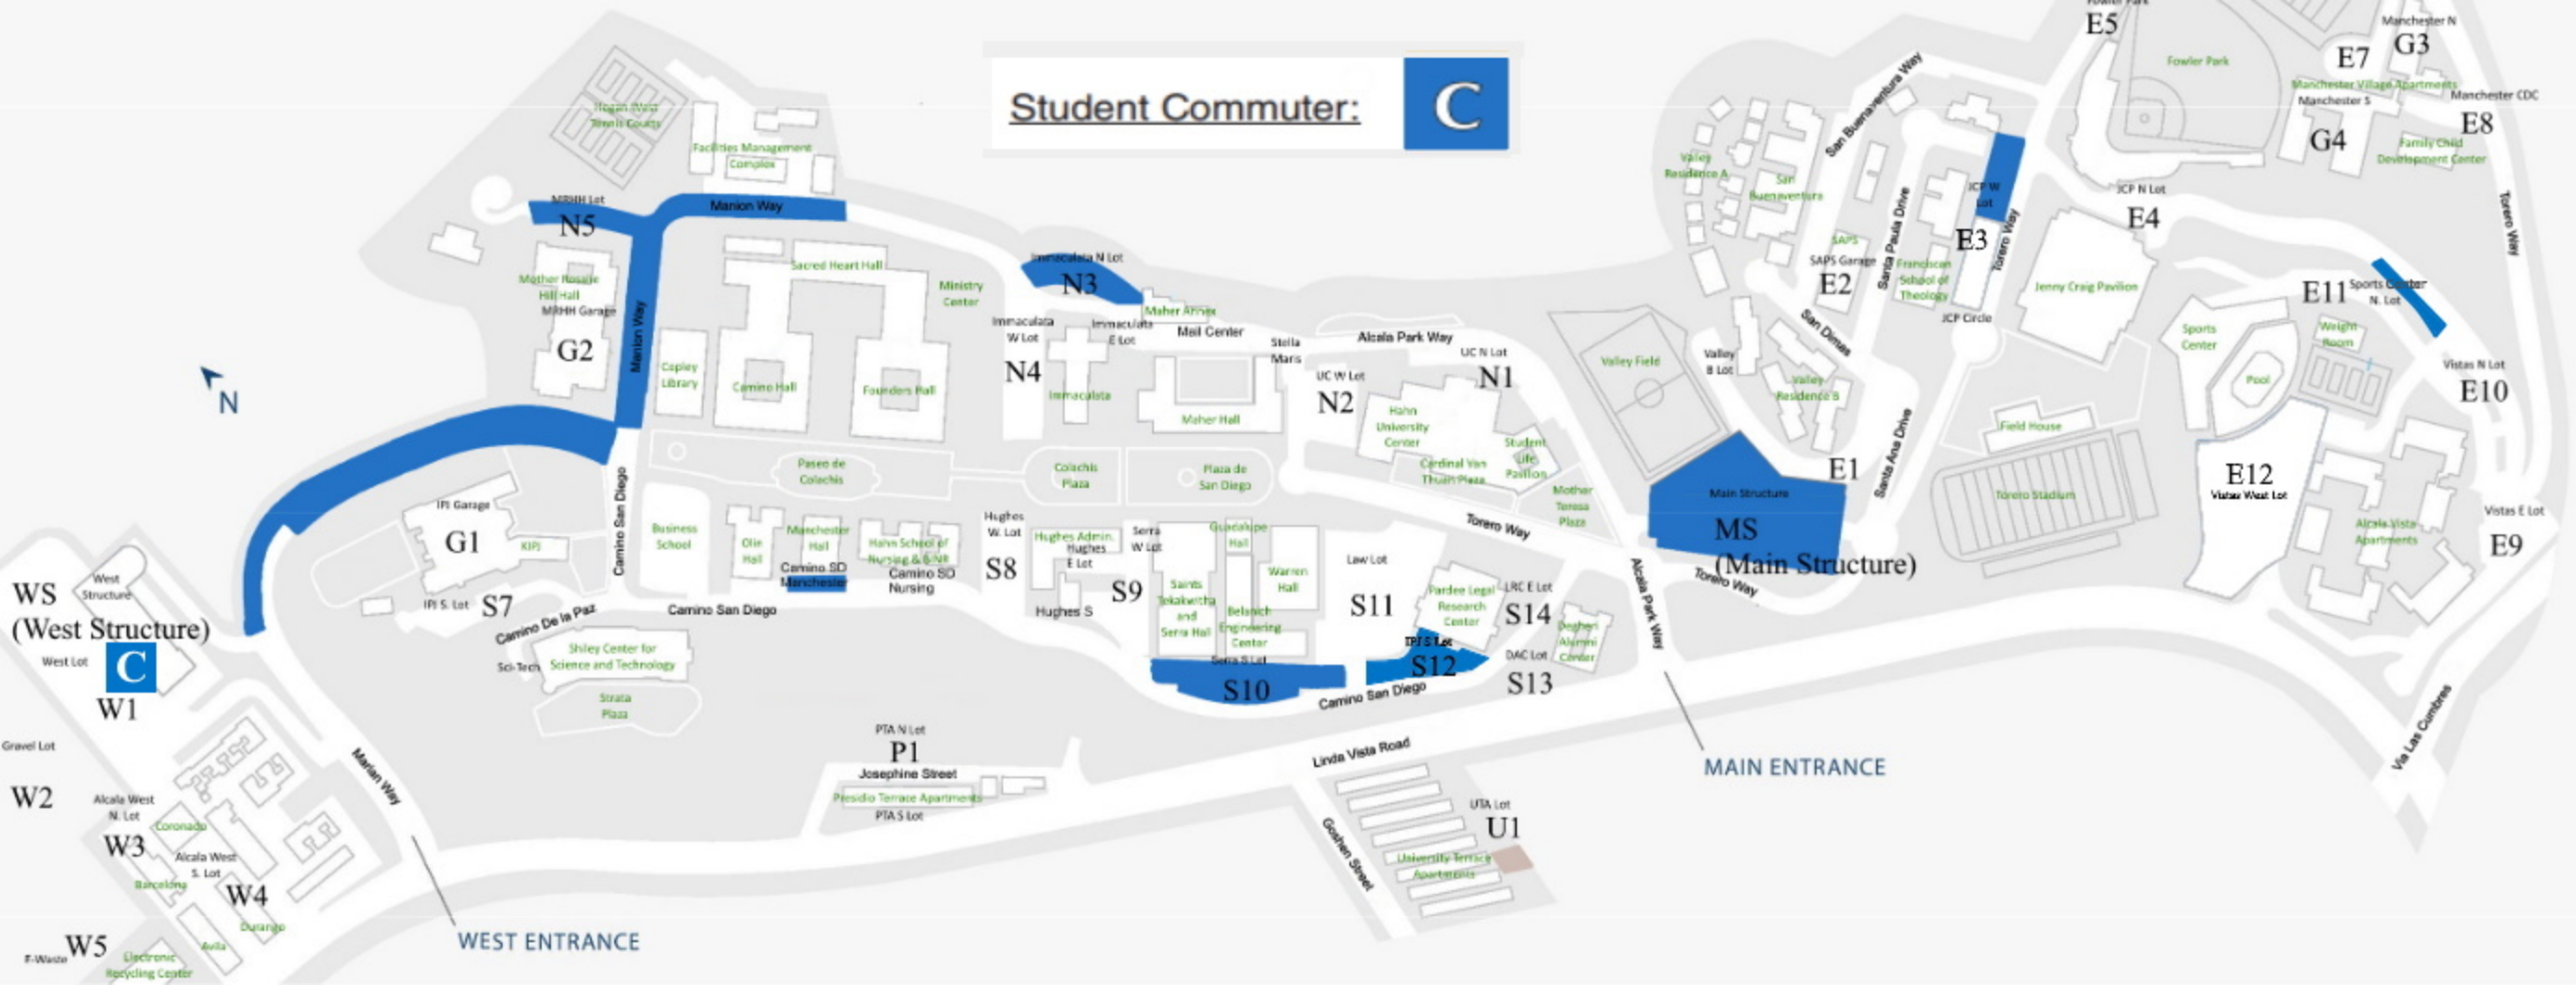 Student Commuter:
C
Hogan West
Tennis Courts
Facilities Management
Complex
MRHH Lot
N5
Manion Way
Mother Rosalie
Hill Hall
MRHH Garage
G2
Manion Way
Copley
Library
Sacred Heart Hall
Camino Hall
Founders Hall
Ministry
Center
Immaculata N Lot
N3
Immaculata
W Lot
N4
Immaculata
E Lot
Maher Annex
Mail Center
Immaculata
Maher Hall
Stella
Maris
Alcala Park Way
UC W Lot
N2
UC N Lot
N1
Hahn
University
Center
Student
Life
Pavilion
Cardinal Van
Thuan Plaza
Mother
Teresa
Plaza
N
Paseo de
Colachis
Colachis
Plaza
Plaza de
San Diego
IPJ Garage
G1
KIPJ
IPJ S. Lot
S7
Camino San Diego
Business
School
Olin
Hall
Manchester
Hall
Hahn School of
Nursing & BINR
Camino SD
Manchester
Camino SD
Nursing
Camino De la Paz
Camino San Diego
Sci-Tech
Shiley Center for
Science and Technology
Strata
Plaza
Hughes
W. Lot
S8
Hughes Admin.
Hughes
E Lot
Hughes S
Serra
W Lot
S9
Guadalupe
Hall
Saints
Tekakwitha
and
Serra Hall
Warren
Hall
Belanich
Engineering
Center
Serra S Lot
S10
Law Lot
S11
Torero Way
Pardee Legal
Research
Center
LRC E Lot
S14
IPJ S Lot
S12
Degheri
Alumni
Center
DAC Lot
S13
Camino San Diego
Alcala Park Way
WS
(West Structure)
West
Structure
West Lot
C
W1
Gravel Lot
W2
Alcala West
N. Lot
W3
Coronado
Alcala West
S. Lot
W4
Barcelona
Durango
Avila
E-Waste
W5
Electronic
Recycling Center
Marian Way
WEST ENTRANCE
PTA N Lot
P1
Josephine Street
Presidio Terrace Apartments
PTA S Lot
Linda Vista Road
Goshen Street
UTA Lot
U1
University Terrace
Apartments
MAIN ENTRANCE
Valley
Residence A
San
Buenaventura
San Buenaventura Way
SAPS
SAPS Garage
E2
Santa Paula Drive
Franciscan
School of
Theology
JCP W
Lot
E3
Torero Way
JCP Circle
Valley Field
Valley
B Lot
San Dimas
Valley
Residence B
Santa Ana Drive
E1
Main Structure
MS
(Main Structure)
Torero Way
Fowler Park
E5
Fowler Park
JCP N Lot
E4
Jenny Craig Pavilion
Manchester N
G3
E7
Manchester Village Apartments
Manchester S
G4
Manchester CDC
E8
Family Child
Development Center
Torero Way
E11
Sports Center
N. Lot
Sports
Center
Weight
Room
Pool
Vistas N Lot
E10
Field House
Torero Stadium
E12
Vistas West Lot
Alcala Vista
Apartments
Vistas E Lot
E9
Via Las Cumbres